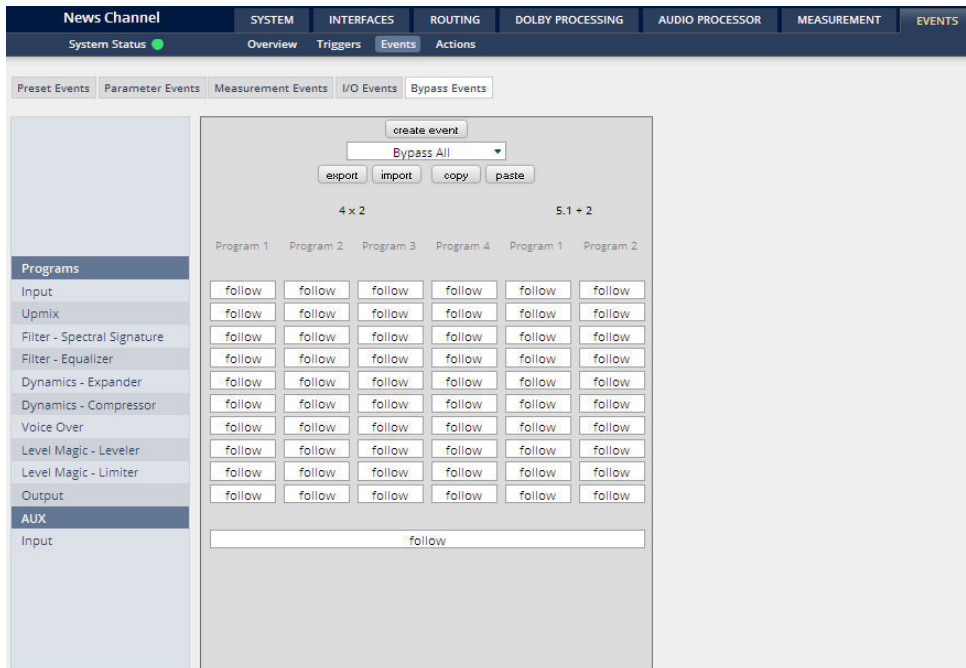 News Channel SYSTEM INTERFACES ROUTING DOLBY PROCESSING AUDIO PROCESSOR MEASUREMENT EVENTS
System Status Overview Triggers Events Actions
Preset Events Parameter Events Measurement Events I/O Events Bypass Events
create event
Bypass All
export import copy paste
4 x 2 5.1 + 2
Program 1 Program 2 Program 3 Program 4 Program 1 Program 2
Programs
Input follow follow follow follow follow follow
Upmix follow follow follow follow follow follow
Filter - Spectral Signature follow follow follow follow follow follow
Filter - Equalizer follow follow follow follow follow follow
Dynamics - Expander follow follow follow follow follow follow
Dynamics - Compressor follow follow follow follow follow follow
Voice Over follow follow follow follow follow follow
Level Magic - Leveler follow follow follow follow follow follow
Level Magic - Limiter follow follow follow follow follow follow
Output follow follow follow follow follow follow
AUX
Input follow